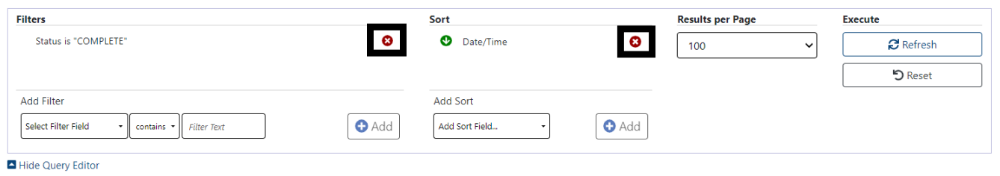 Filters
Status is "COMPLETE"
Add Filter
Select Filter Field
contains
Filter Text
Add
Sort
Date/Time
Add Sort
Add Sort Field...
Add
Results per Page
100
Execute
Refresh
Reset
Hide Query Editor